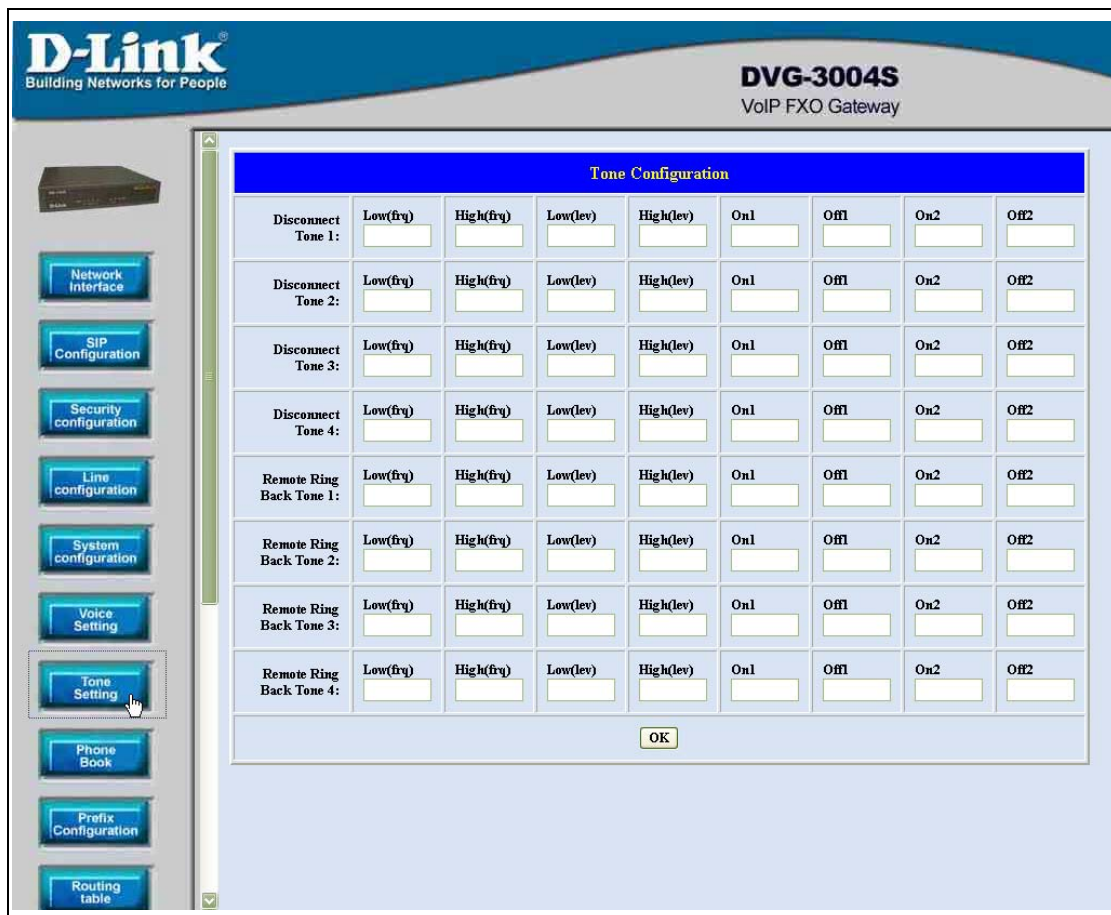 D-Link®
Building Networks for People
DVG-3004S
VoIP FXO Gateway
Network
Interface
SIP
Configuration
Security
configuration
Line
configuration
System
configuration
Voice
Setting
Tone
Setting
Phone
Book
Prefix
Configuration
Routing
table
Tone Configuration
Disconnect
Tone 1:
Low(frq) High(frq) Low(lev) High(lev) On1 Off1 On2 Off2
Disconnect
Tone 2:
Low(frq) High(frq) Low(lev) High(lev) On1 Off1 On2 Off2
Disconnect
Tone 3:
Low(frq) High(frq) Low(lev) High(lev) On1 Off1 On2 Off2
Disconnect
Tone 4:
Low(frq) High(frq) Low(lev) High(lev) On1 Off1 On2 Off2
Remote Ring
Back Tone 1:
Low(frq) High(frq) Low(lev) High(lev) On1 Off1 On2 Off2
Remote Ring
Back Tone 2:
Low(frq) High(frq) Low(lev) High(lev) On1 Off1 On2 Off2
Remote Ring
Back Tone 3:
Low(frq) High(frq) Low(lev) High(lev) On1 Off1 On2 Off2
Remote Ring
Back Tone 4:
Low(frq) High(frq) Low(lev) High(lev) On1 Off1 On2 Off2
OK